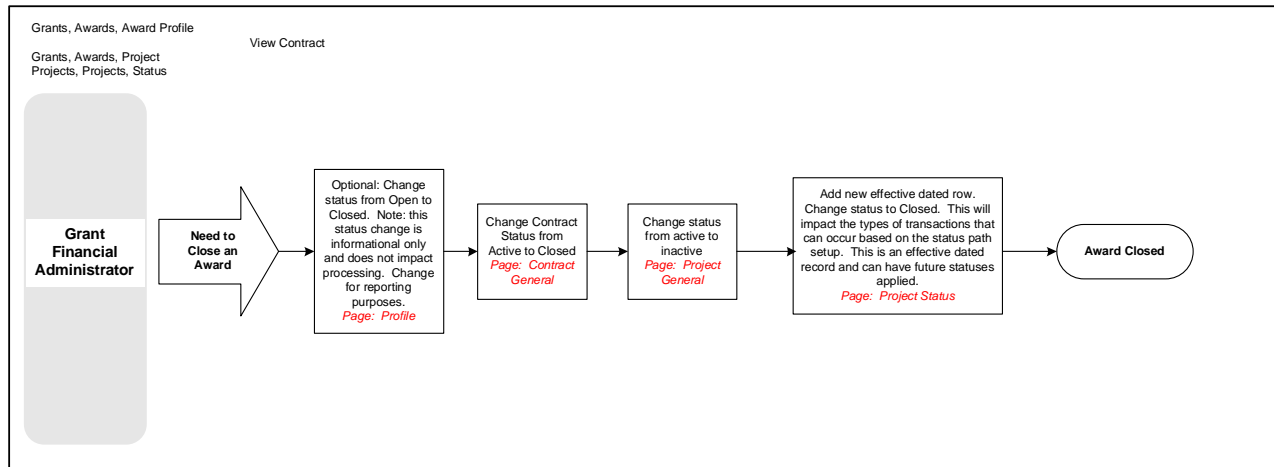 Grants, Awards, Award Profile
View Contract
Grants, Awards, Project
Projects, Projects, Status
Grant
Financial
Administrator
Need to
Close an
Award
Optional: Change
status from Open to
Closed.  Note: this
status change is
informational only
and does not impact
processing.  Change
for reporting
purposes.
Page:  Profile
Change Contract
Status from
Active to Closed
Page:  Contract
General
Change status
from active to
inactive
Page:  Project
General
Add new effective dated row.
Change status to Closed.  This will
impact the types of transactions that
can occur based on the status path
setup.  This is an effective dated
record and can have future statuses
applied.
Page:  Project Status
Award Closed